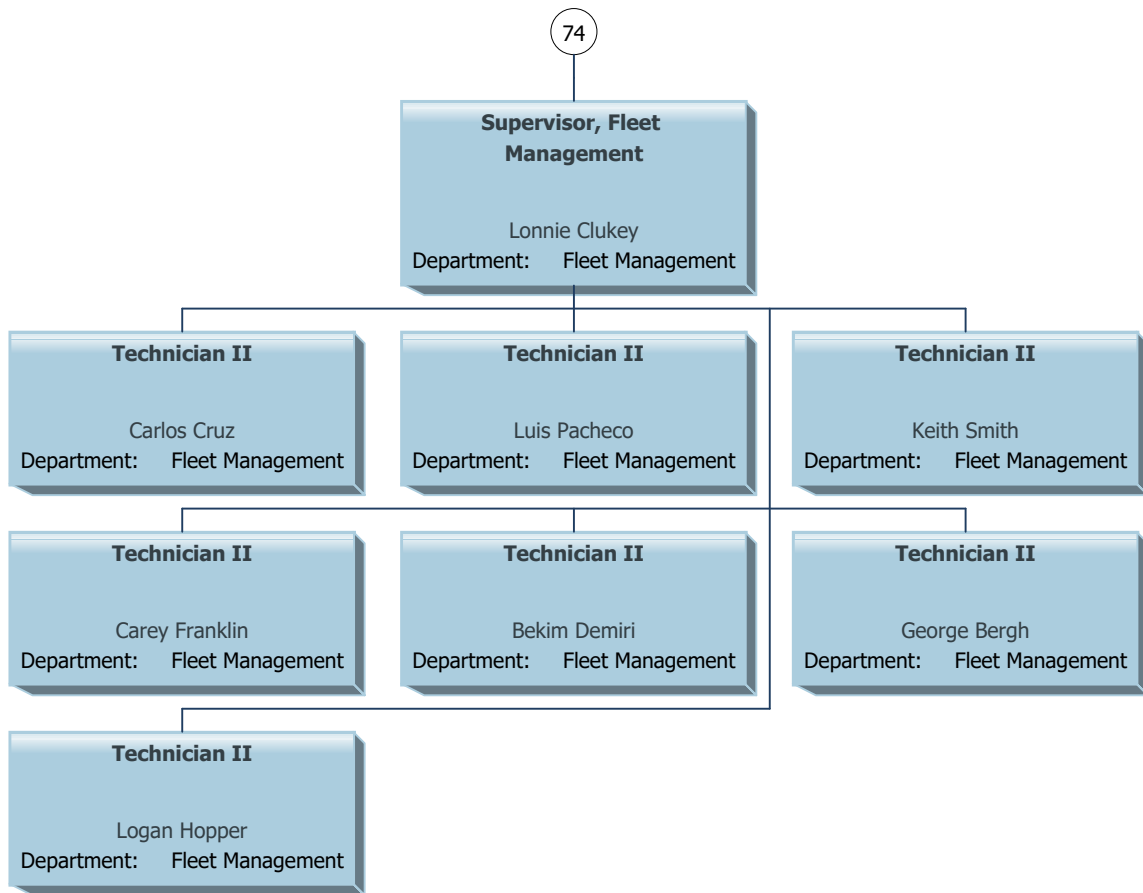 74
Supervisor, Fleet
Management
Lonnie Clukey
Department: Fleet Management
Technician II
Carlos Cruz
Department: Fleet Management
Technician II
Luis Pacheco
Department: Fleet Management
Technician II
Keith Smith
Department: Fleet Management
Technician II
Carey Franklin
Department: Fleet Management
Technician II
Bekim Demiri
Department: Fleet Management
Technician II
George Bergh
Department: Fleet Management
Technician II
Logan Hopper
Department: Fleet Management